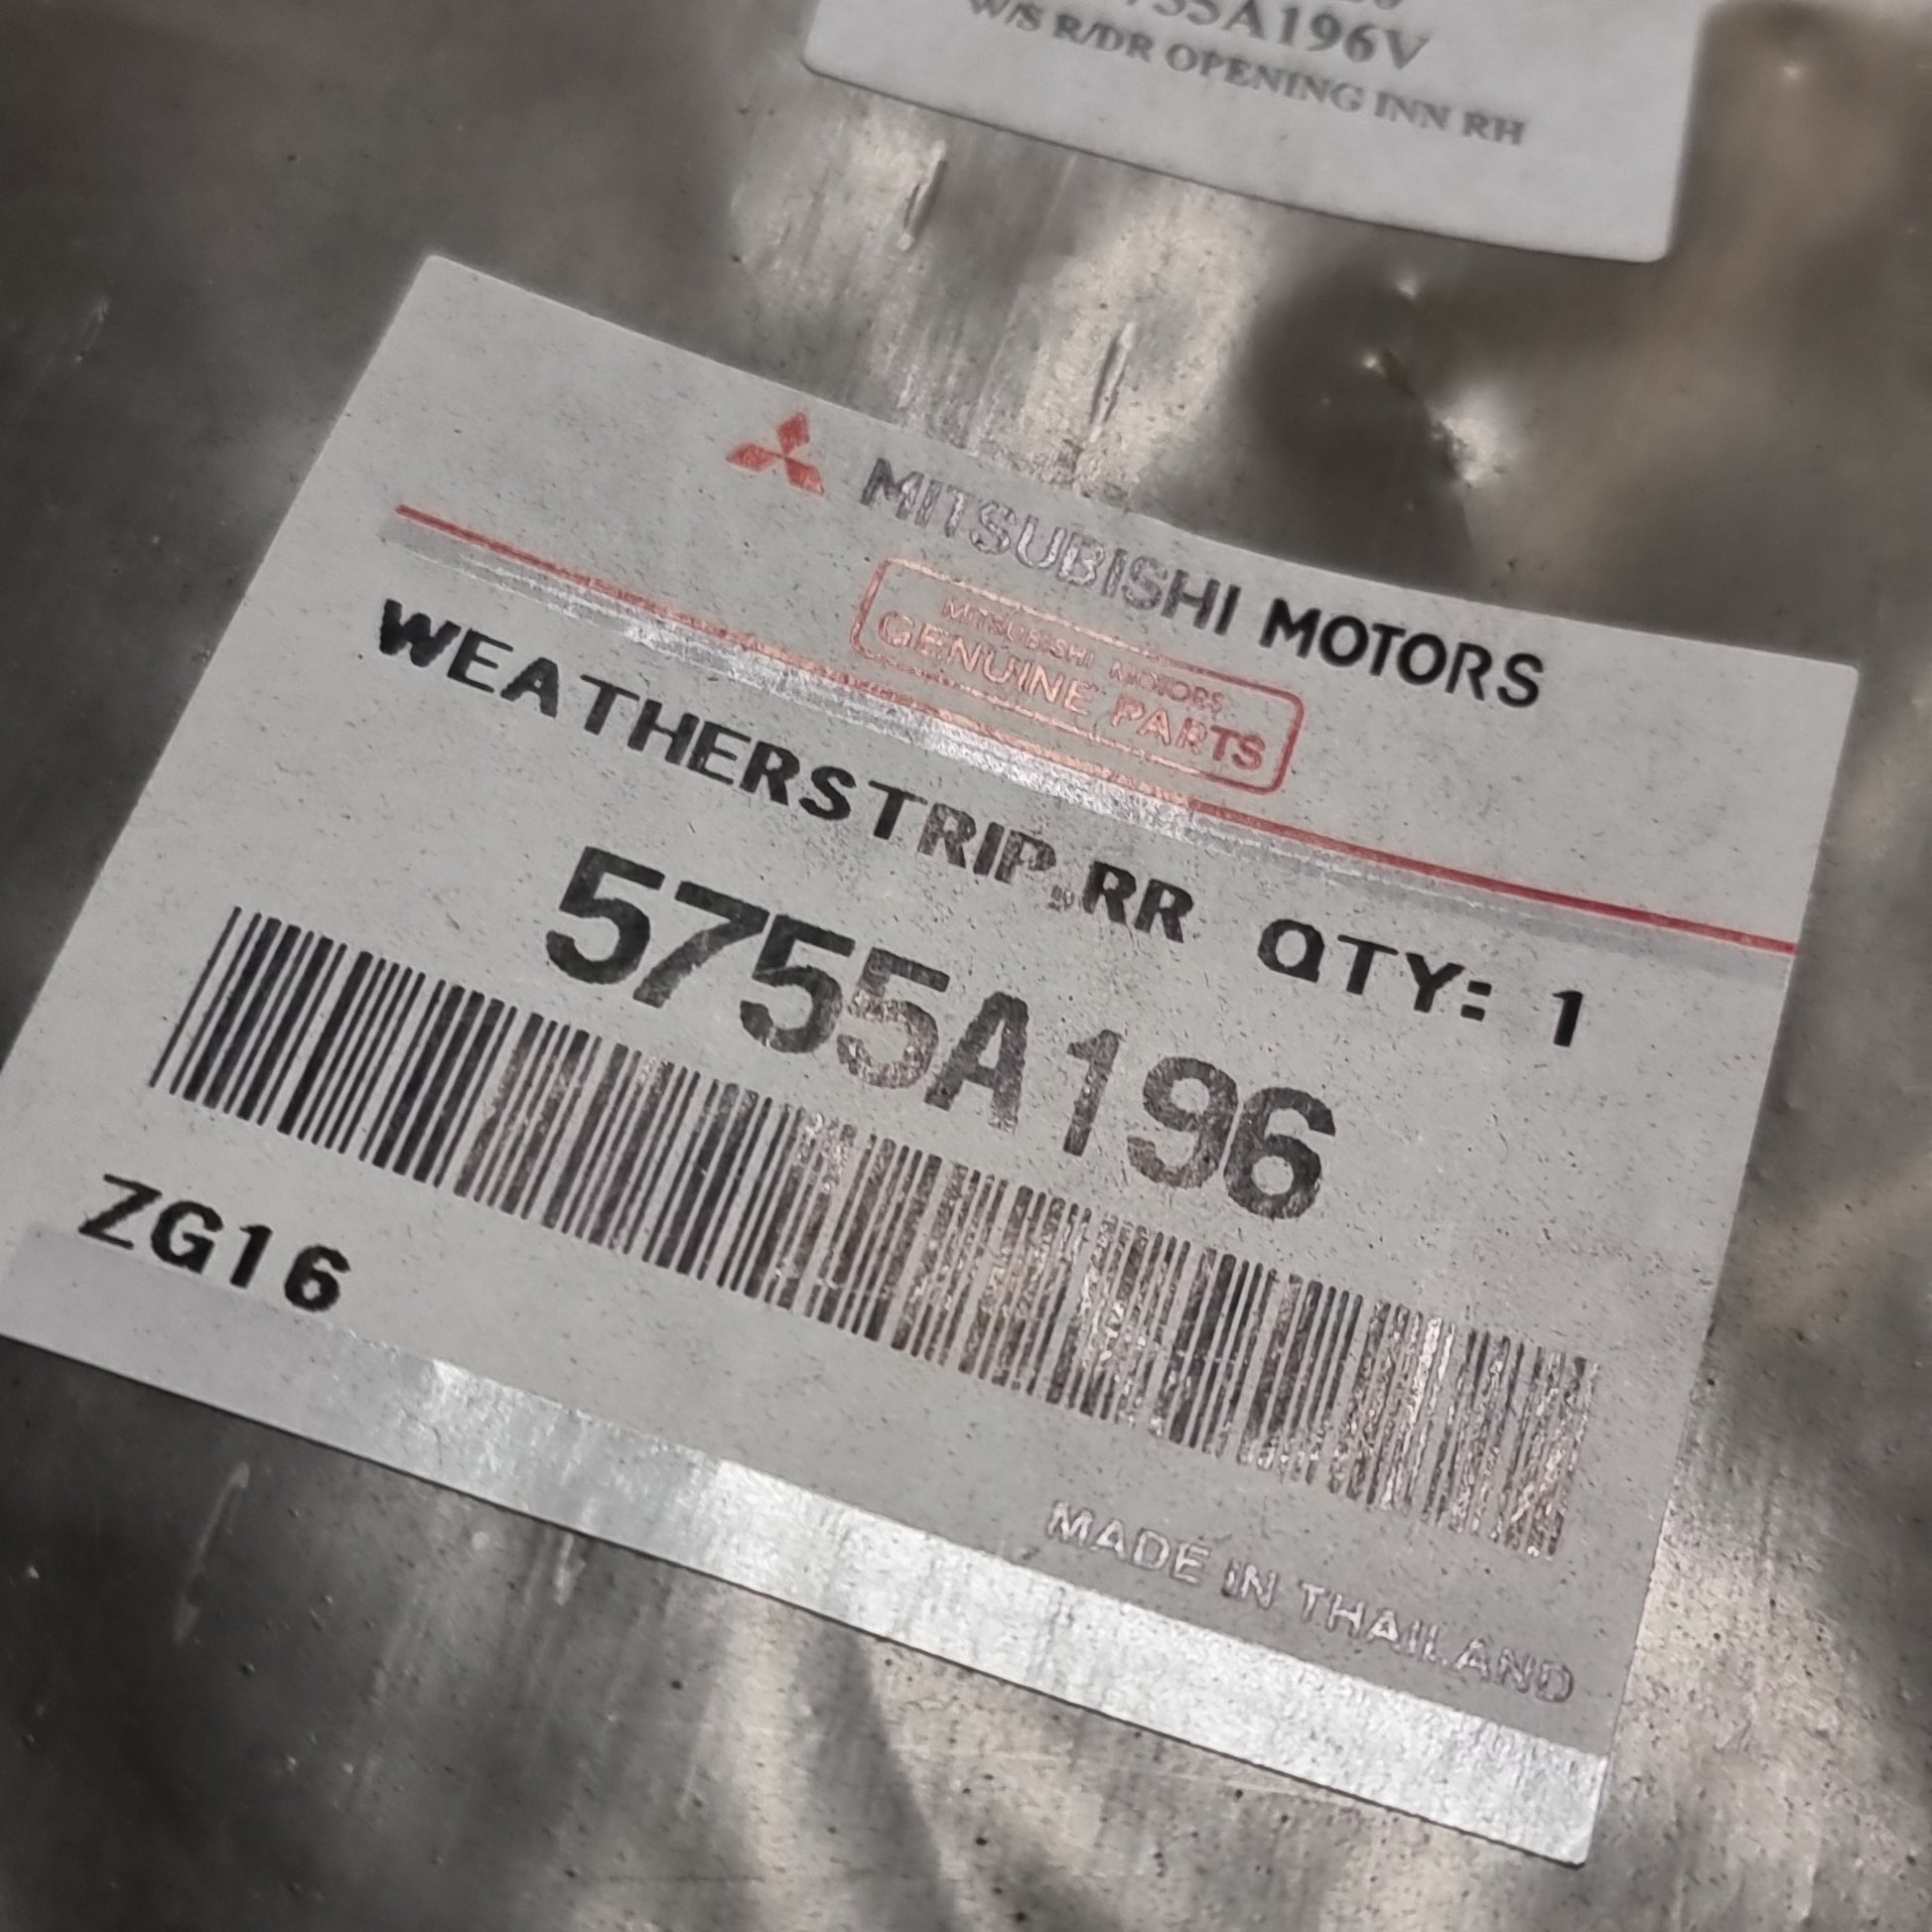 W/S R/DR OPENING INN RH
MITSUBISHI MOTORS
MITSUBISHI MOTORS
GENUINE PARTS
WEATHERSTRIP,RR QTY: 1
5755A196
ZG16
MADE IN THAILAND